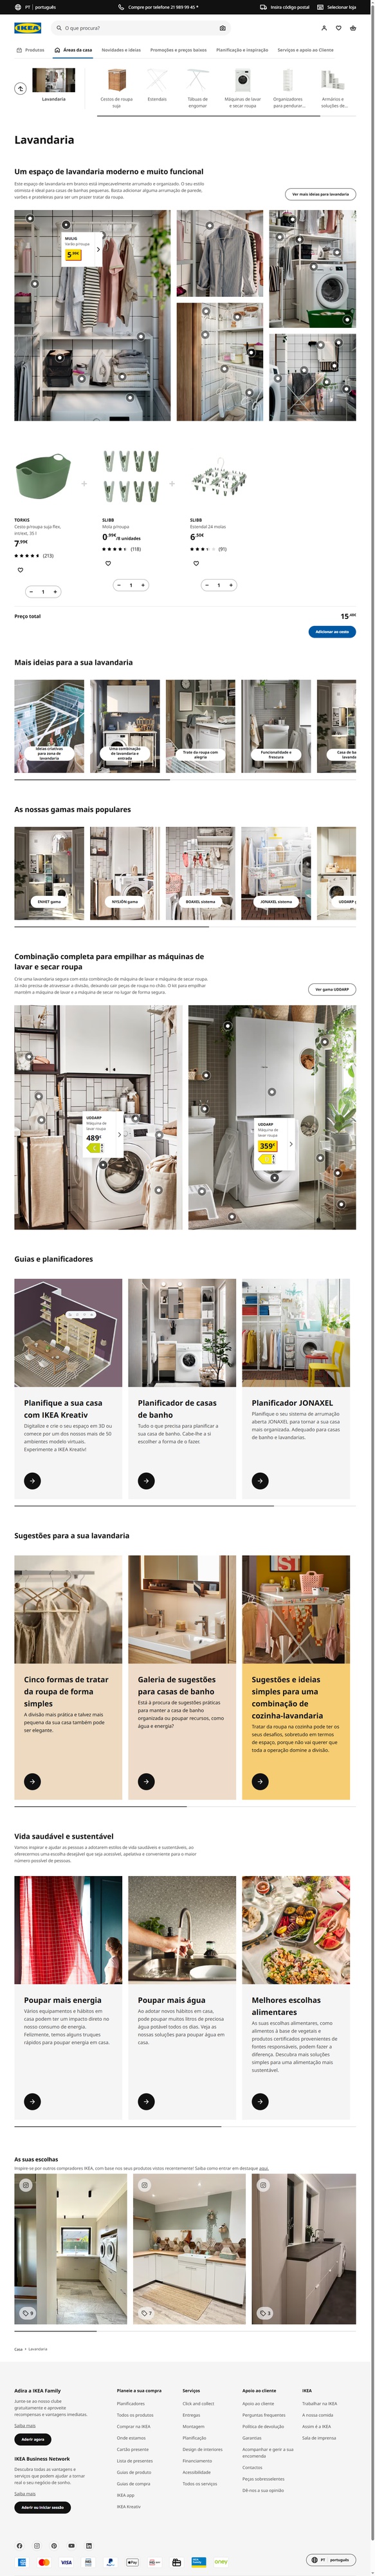 PT | português
Compre por telefone 21 989 99 45 *
Insira código postal
Selecionar loja
IKEA
O que procura?
Produtos
Áreas da casa
Novidades e ideias
Promoções e preços baixos
Planificação e inspiração
Serviços e apoio ao Cliente
Lavandaria
Cestos de roupa suja
Estendais
Tábuas de engomar
Máquinas de lavar e secar roupa
Organizadores para pendurar...
Armários e soluções de...
Lavandaria
Um espaço de lavandaria moderno e muito funcional
Este espaço de lavandaria em branco está impecavelmente arrumado e organizado. O seu estilo
e dimensão é ideal para casas de banho pequenas. Basta adicionar alguma arrumação de parede,
varões e prateleiras para ser um prazer tratar da roupa!
Ver mais ideias para lavandaria
MULIG
Varão p/roupa
5,99€
TORKIS
Cesto p/roupa suja flex,
int/ext, 35 l
7,99€
(213)
1
SLIBB
Mola p/roupa
0,99€/8 unidades
(118)
1
SLIBB
Estendal 24 molas
6,50€
(91)
1
Preço total
15,48€
Adicionar ao cesto
Mais ideias para a sua lavandaria
Ideias criativas para zona de lavandaria
Uma combinação de lavandaria e entrada
Trate da roupa com alegria
Funcionalidade e frescura
As nossas gamas mais populares
ENHET gama
NYSJÖN gama
BOAXEL sistema
JONAXEL sistema
Combinação completa para empilhar as máquinas de
lavar e secar roupa
Crie uma lavandaria segura com esta combinação de máquina de lavar e máquina de secar roupa.
Já não precisa de atravessar a divisão, deixando cair peças de roupa no chão. O kit para empilhar
mantém a máquina de lavar e a máquina de secar no lugar de forma segura.
Ver gama UDDARP
UDDARP
Máquina de
lavar roupa
489€
UDDARP
Máquina de
lavar roupa
359€
Guias e planificadores
Planifique a sua casa
com IKEA Kreativ
Digitalize e crie o seu espaço em 3D ou
comece por um dos nossos mais de 50
ambientes modelo virtuais.
Experimente a IKEA Kreativ!
Planificador de casas
de banho
Tudo o que precisa para planificar a
sua casa de banho. Cabe-lhe a si
escolher a forma de o fazer.
Planificador JONAXEL
Planifique o seu sistema de arrumação
aberta JONAXEL para tornar a sua casa
mais organizada. Adequado para casas
de banho e lavandarias.
Sugestões para a sua lavandaria
Cinco formas de tratar
da roupa de forma
simples
A divisão mais prática e talvez mais
pequena da sua casa também pode
ser elegante.
Galeria de sugestões
para casas de banho
Está à procura de sugestões práticas
para manter a casa de banho
organizada ou poupar recursos, como
água e energia?
Sugestões e ideias
simples para uma
combinação de
cozinha-lavandaria
Tratar da roupa na cozinha pode ter os
seus desafios, sobretudo em termos
de espaço, porque não vai querer que
toda a operação domine a divisão.
Vida saudável e sustentável
Vamos inspirar e ajudar as pessoas a adotarem estilos de vida saudáveis e sustentáveis, ao
oferecermos uma escolha desejável que seja acessível, apelativa e conveniente para o maior
número possível de pessoas.
Poupar mais energia
Vários equipamentos e hábitos em
casa podem ter um impacto direto no
nosso consumo de energia.
Felizmente, temos alguns truques
rápidos para poupar energia em casa.
Poupar mais água
Ao adotar novos hábitos em casa,
pode poupar muitos litros de preciosa
água potável todos os dias. Veja as
nossas soluções para poupar água em
casa.
Melhores escolhas
alimentares
As suas escolhas alimentares, como
alimentos à base de vegetais e
produtos certificados provenientes de
fontes responsáveis, podem fazer a
diferença. Descubra mais soluções
simples para uma alimentação mais
sustentável.
As suas escolhas
Inspire-se por outros compradores IKEA, com base nos seus produtos vistos recentemente! Saiba como entrar em destaque aqui.
9
7
3
Casa > Lavandaria
Adira a IKEA Family
Junte-se ao nosso clube
gratuitamente e aproveite
recompensas e vantagens imediatas.
Saiba mais
Aderir agora
IKEA Business Network
Descubra todas as vantagens e
serviços que podem ajudar a tornar
real o seu negócio de sonho.
Saiba mais
Aderir ou iniciar sessão
Planeie a sua compra
Planificadores
Todos os produtos
Comprar na IKEA
Onde estamos
Cartão presente
Lista de presentes
Guias de produto
Guias de compra
IKEA app
IKEA Kreativ
Serviços
Click and collect
Entregas
Montagem
Planificação
Design de interiores
Financiamento
Acessibilidade
Todos os serviços
Apoio ao cliente
Apoio ao cliente
Perguntas frequentes
Política de devolução
Garantias
Acompanhar e gerir a sua
encomenda
Contactos
Peças sobresselentes
Dê-nos a sua opinião
IKEA
Trabalhar na IKEA
A nossa comida
Assim é a IKEA
Sala de imprensa
VISA
PayPal
Pay
oney
PT | português